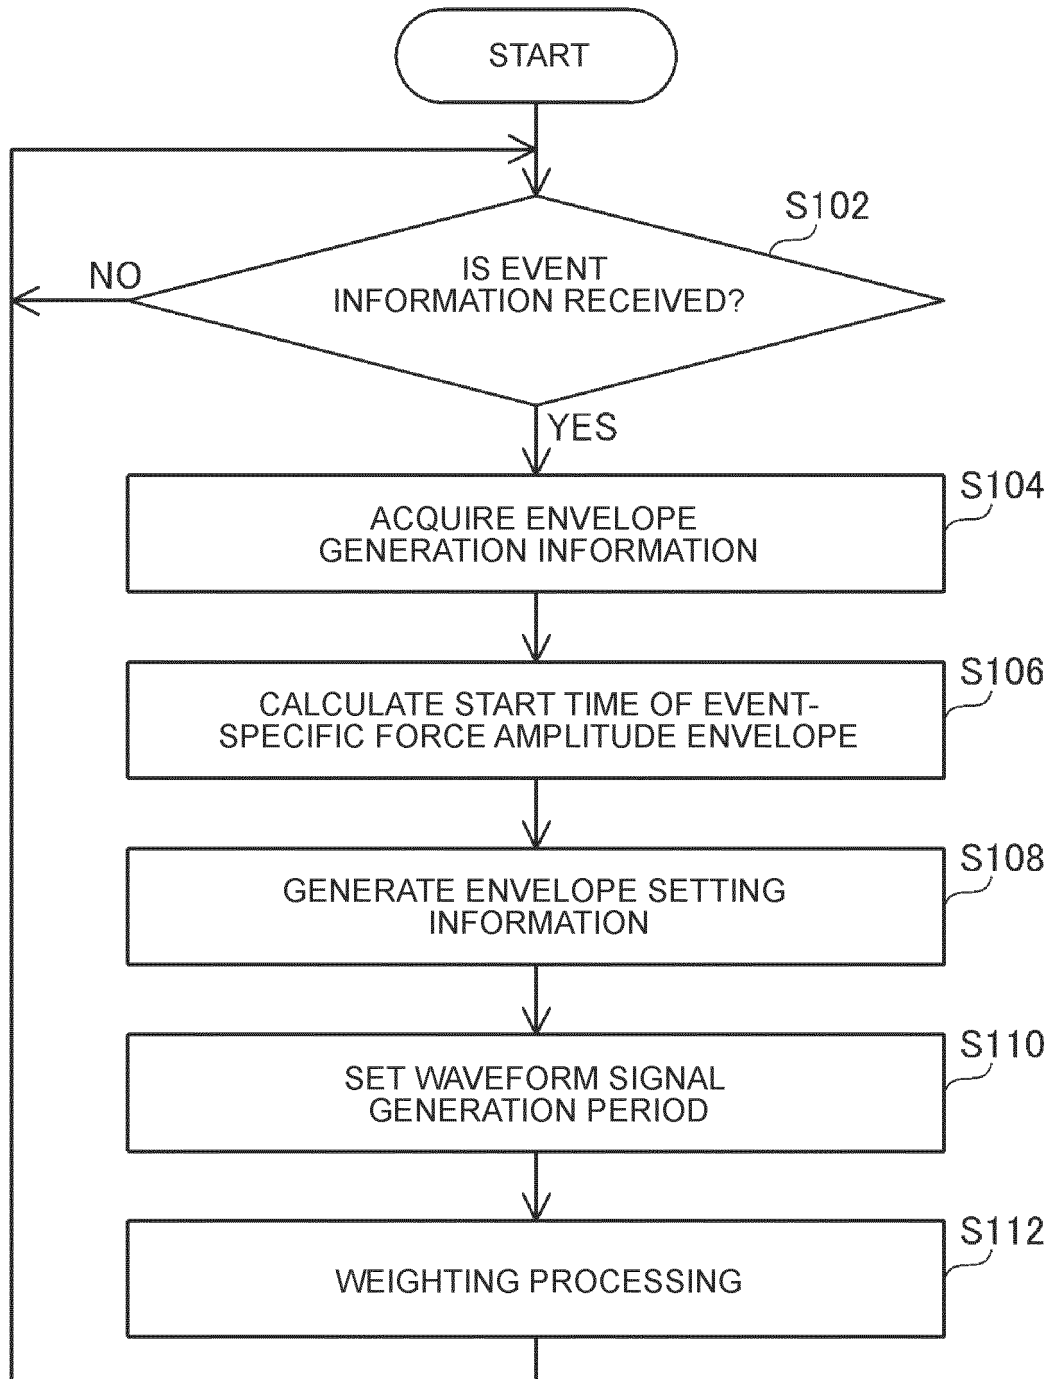 START
S102
IS EVENT
INFORMATION RECEIVED?
NO
YES
S104
ACQUIRE ENVELOPE
GENERATION INFORMATION
S106
CALCULATE START TIME OF EVENT-
SPECIFIC FORCE AMPLITUDE ENVELOPE
S108
GENERATE ENVELOPE SETTING
INFORMATION
S110
SET WAVEFORM SIGNAL
GENERATION PERIOD
S112
WEIGHTING PROCESSING